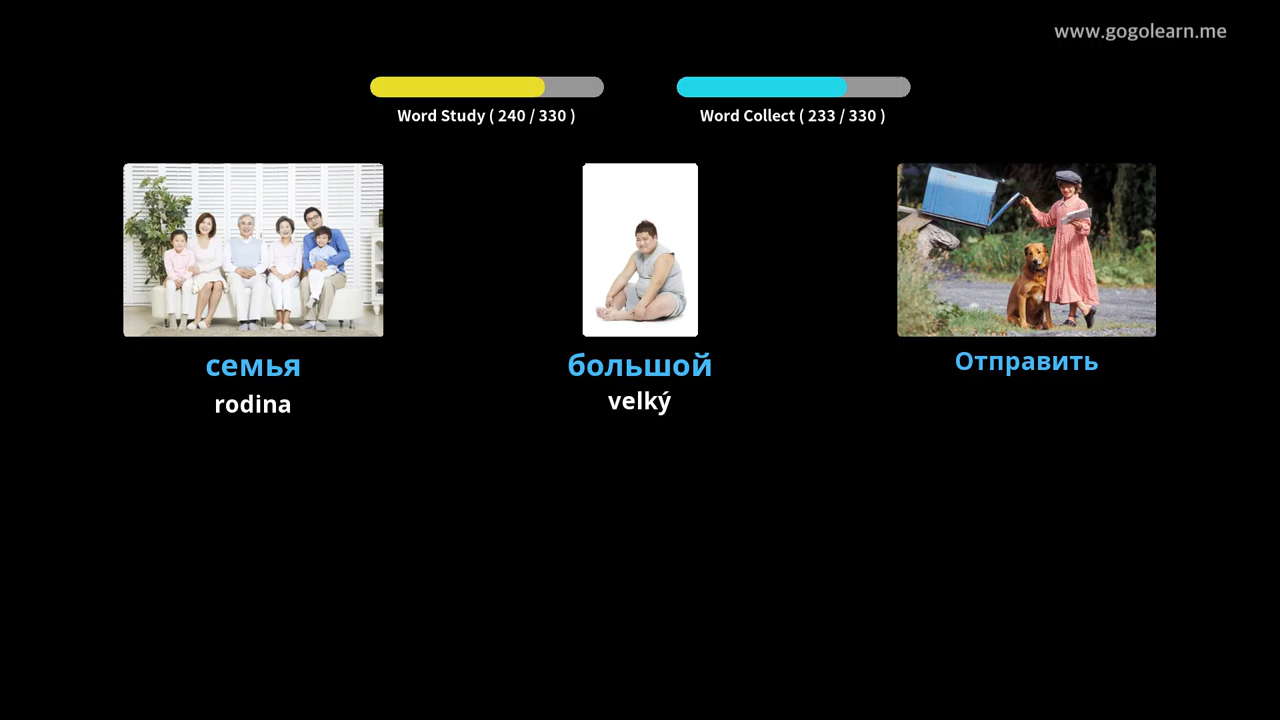 www.gogolearn.me
Word Study ( 240 / 330 )
Word Collect ( 233 / 330 )
семья
rodina
большой
velký
Отправить